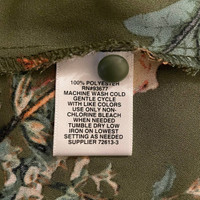 100% POLYESTER
RN#93677
MACHINE WASH COLD
GENTLE CYCLE
WITH LIKE COLORS
USE ONLY NON-
CHLORINE BLEACH
WHEN NEEDED
TUMBLE DRY LOW
IRON ON LOWEST
SETTING AS NEEDED
SUPPLIER 72613-3